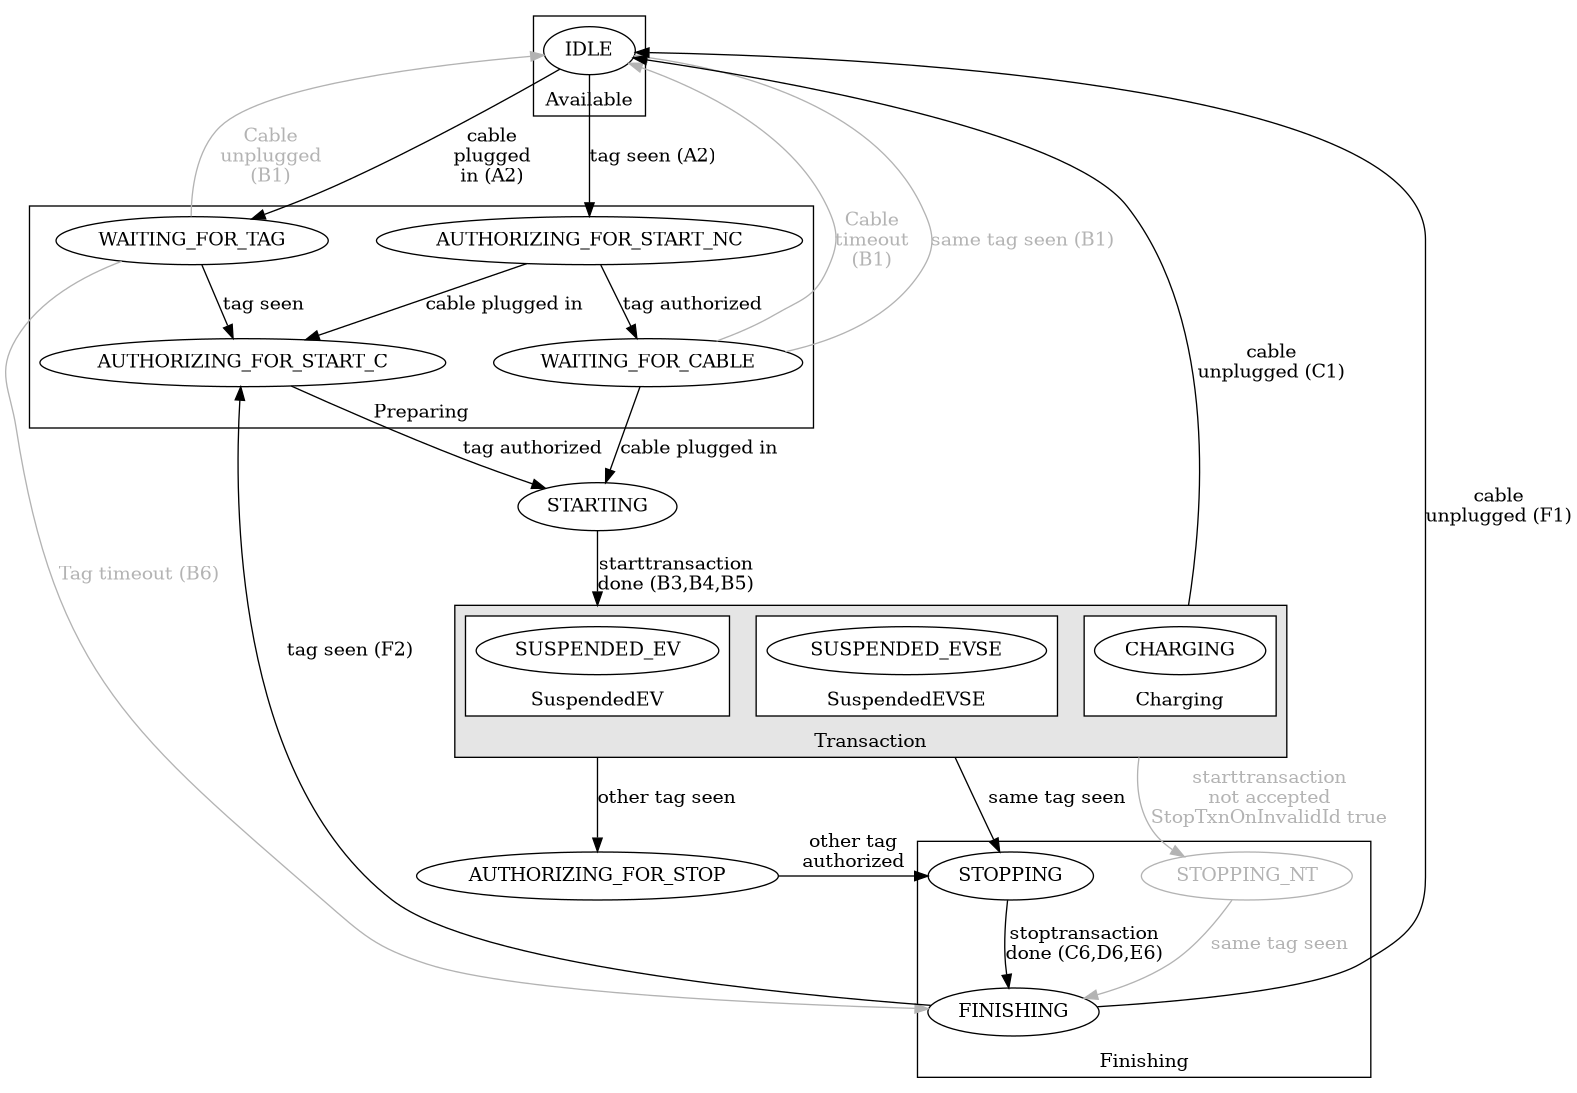 IDLE
Available
Cable
unplugged
(B1)
cable
plugged
in (A2)
tag seen (A2)
WAITING_FOR_TAG
AUTHORIZING_FOR_START_NC
Cable
timeout
(B1)
same tag seen (B1)
tag seen
cable plugged in
tag authorized
AUTHORIZING_FOR_START_C
WAITING_FOR_CABLE
cable
unplugged (C1)
Preparing
tag authorized
cable plugged in
STARTING
cable
unplugged (F1)
Tag timeout (B6)
starttransaction
done (B3,B4,B5)
tag seen (F2)
SUSPENDED_EV
SUSPENDED_EVSE
CHARGING
SuspendedEV
SuspendedEVSE
Charging
Transaction
other tag seen
same tag seen
starttransaction
not accepted
StopTxnOnInvalidId true
other tag
authorized
AUTHORIZING_FOR_STOP
STOPPING
STOPPING_NT
stoptransaction
done (C6,D6,E6)
same tag seen
FINISHING
Finishing